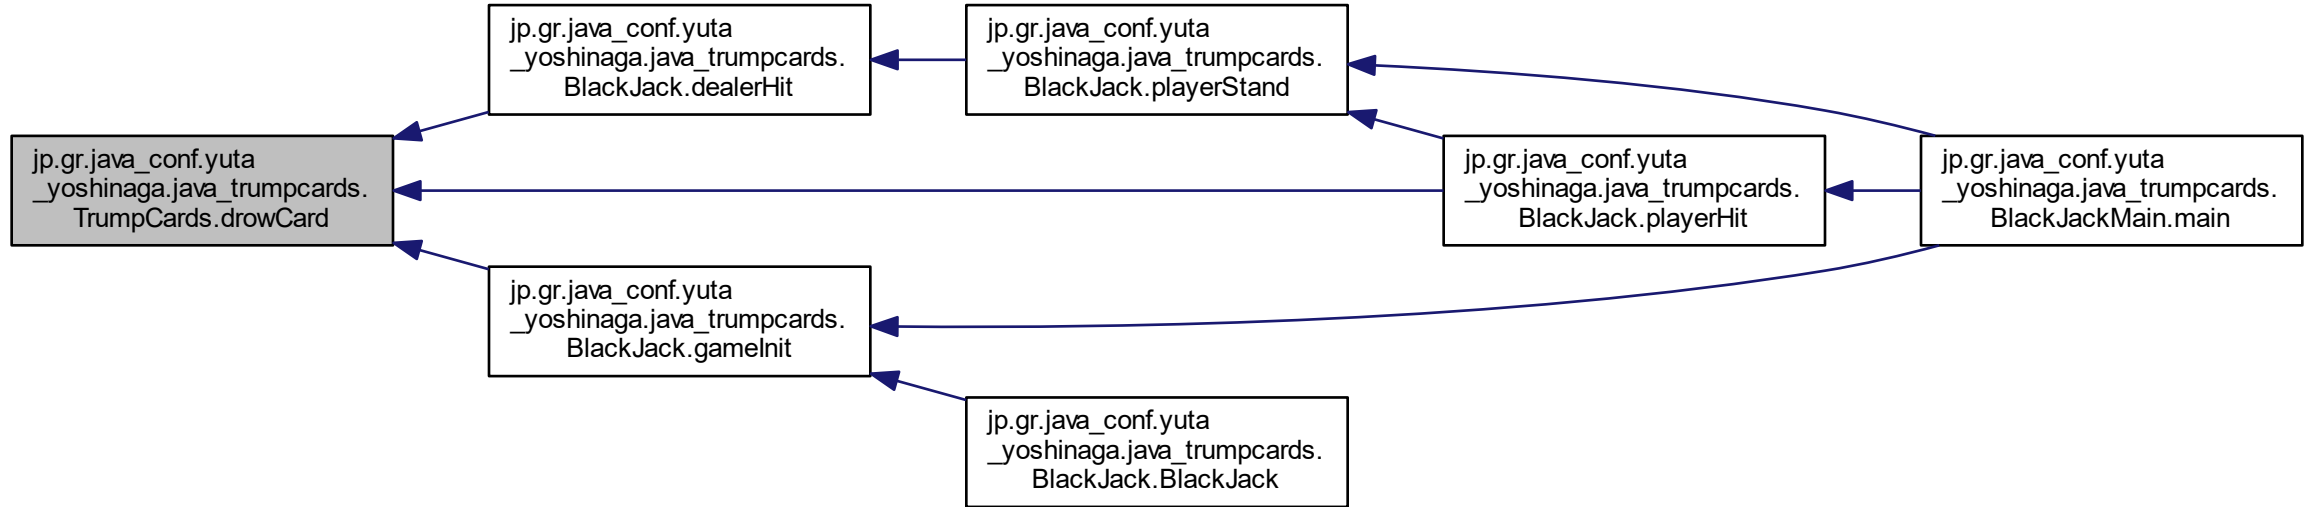 jp.gr.java_conf.yuta
_yoshinaga.java_trumpcards.
TrumpCards.drowCard
jp.gr.java_conf.yuta
_yoshinaga.java_trumpcards.
BlackJack.dealerHit
jp.gr.java_conf.yuta
_yoshinaga.java_trumpcards.
BlackJack.playerStand
jp.gr.java_conf.yuta
_yoshinaga.java_trumpcards.
BlackJack.playerHit
jp.gr.java_conf.yuta
_yoshinaga.java_trumpcards.
BlackJackMain.main
jp.gr.java_conf.yuta
_yoshinaga.java_trumpcards.
BlackJack.gameInit
jp.gr.java_conf.yuta
_yoshinaga.java_trumpcards.
BlackJack.BlackJack